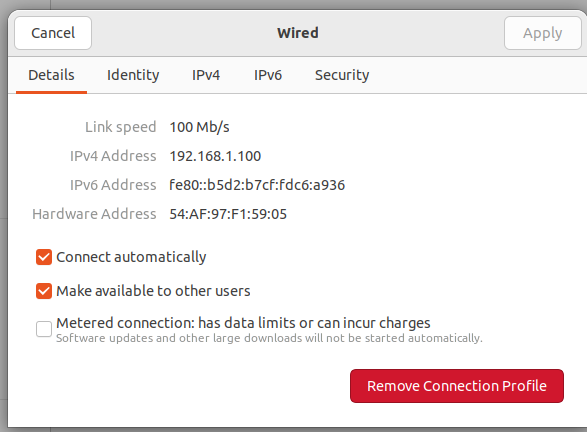 Cancel
Wired
Apply
Details
Identity
IPv4
IPv6
Security
Link speed 100 Mb/s
IPv4 Address 192.168.1.100
IPv6 Address fe80::b5d2:b7cf:fdc6:a936
Hardware Address 54:AF:97:F1:59:05
Connect automatically
Make available to other users
Metered connection: has data limits or can incur charges
Software updates and other large downloads will not be started automatically.
Remove Connection Profile